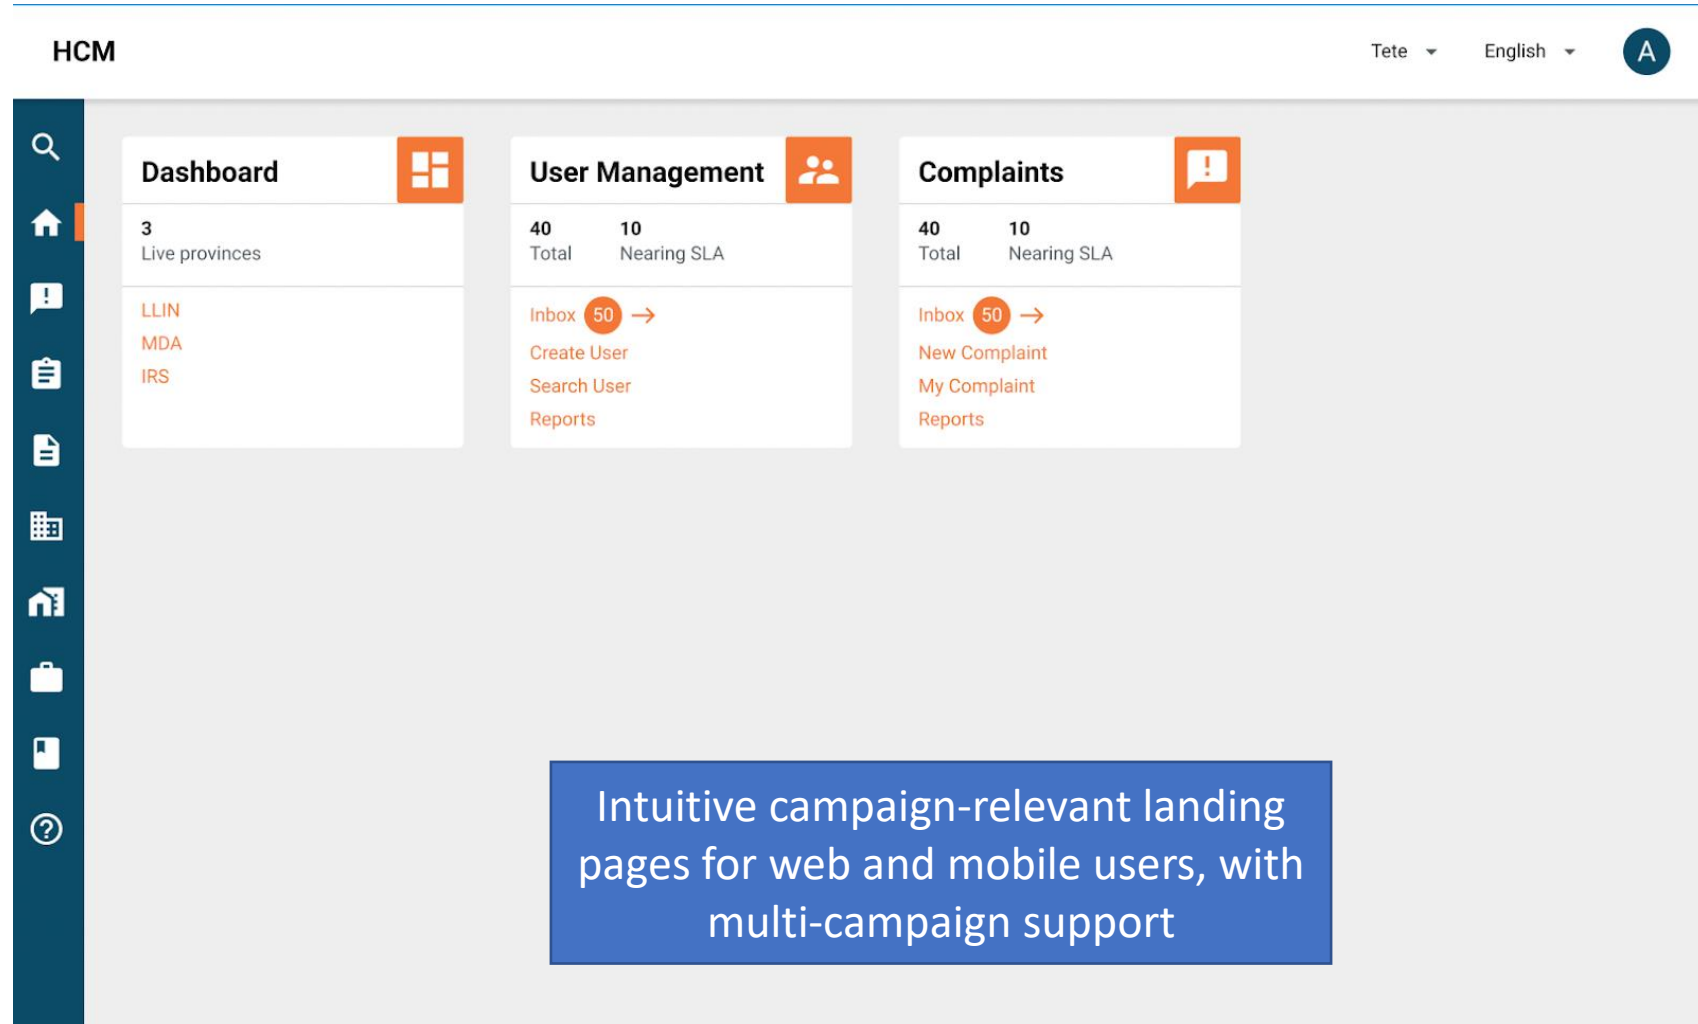 HCM
Tete
English
A
Dashboard
3
Live provinces
LLIN
MDA
IRS
User Management
40 10
Total Nearing SLA
Inbox 50
Create User
Search User
Reports
Complaints
40 10
Total Nearing SLA
Inbox 50
New Complaint
My Complaint
Reports
Intuitive campaign-relevant landing
pages for web and mobile users, with
multi-campaign support